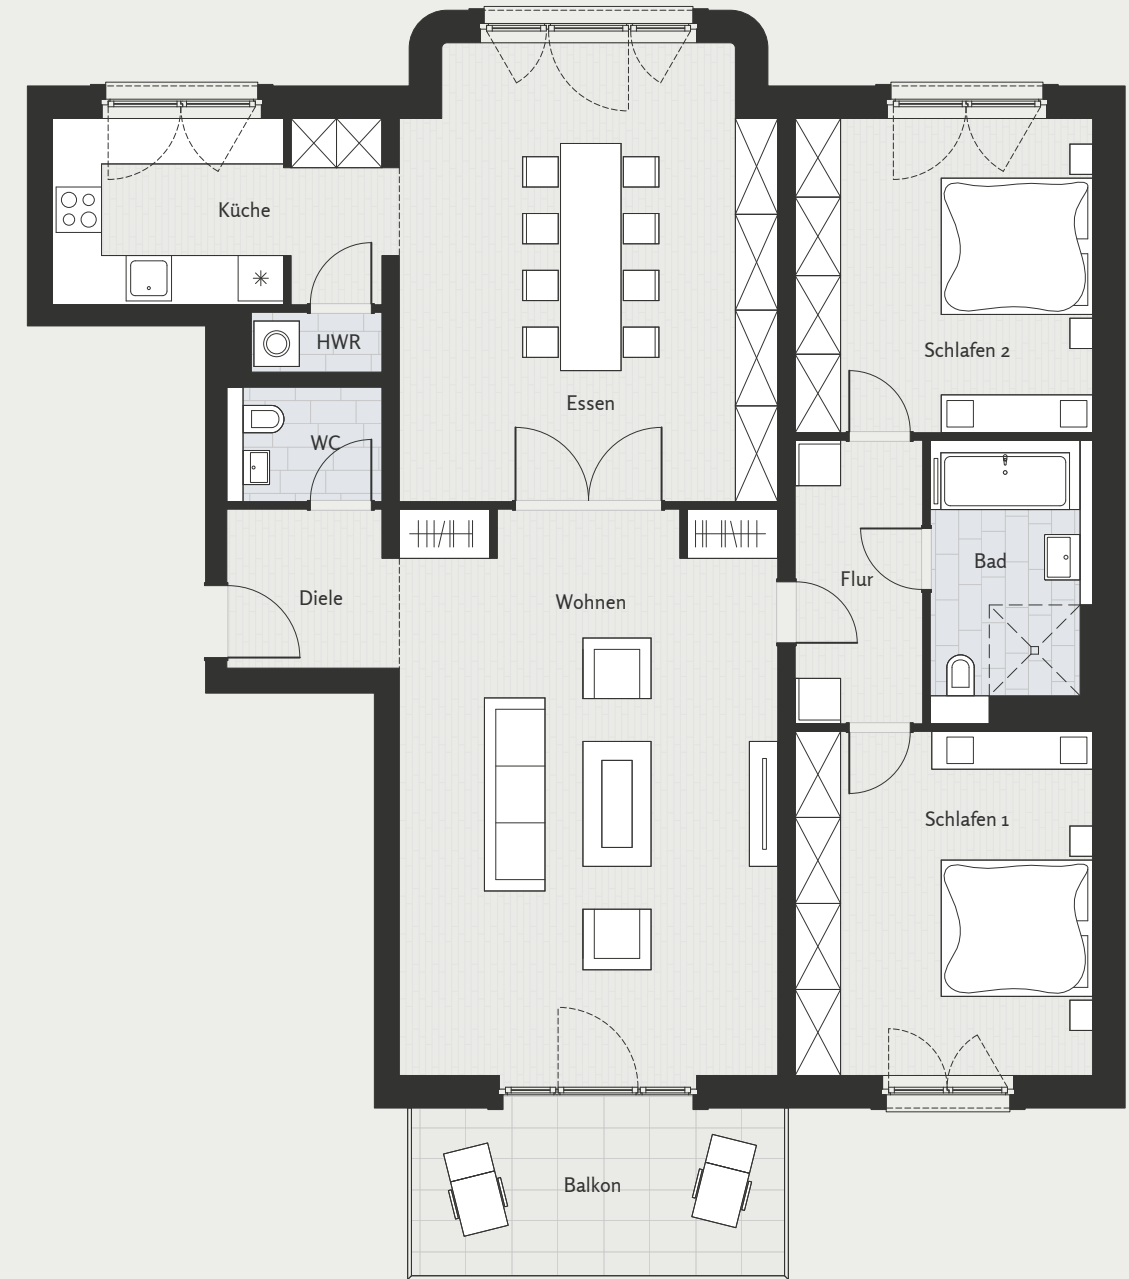 Küche
HWR
Schlafen 2
Essen
WC
Bad
Flur
Diele
Wohnen
Schlafen 1
Balkon